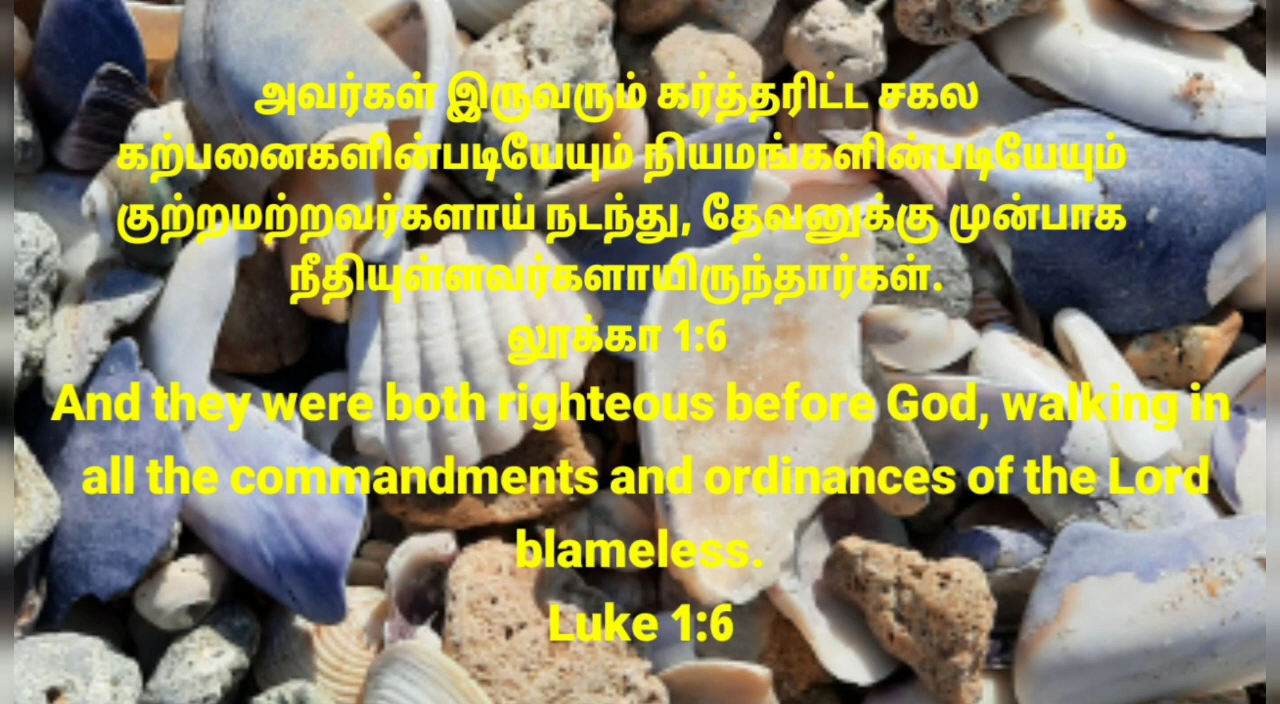 அவர்கள் இருவரும் கர்த்தரிட்ட சகல
கற்பனைகளின்படியேயும் நியமங்களின்படியேயும்
குற்றமற்றவர்களாய் நடந்து, தேவனுக்கு முன்பாக
நீதியுள்ளவர்களாயிருந்தார்கள்.
லூக்கா 1:6
And they were both righteous before God, walking in
all the commandments and ordinances of the Lord
blameless.
Luke 1:6